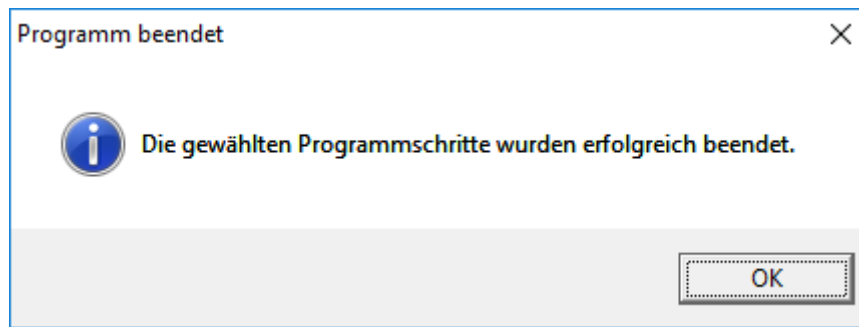 Programm beendet
Die gewählten Programmschritte wurden erfolgreich beendet.
OK